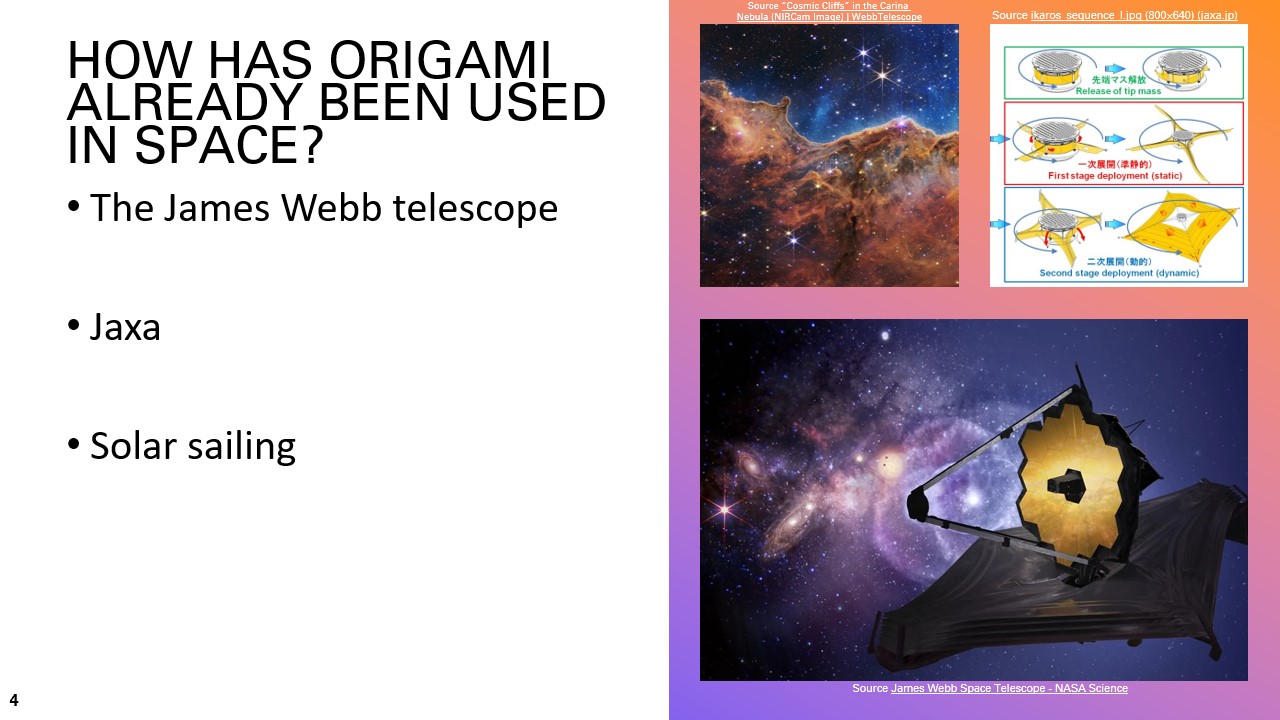 HOW HAS ORIGAMI
ALREADY BEEN USED
IN SPACE?
• The James Webb telescope
• Jaxa
• Solar sailing
4
Source “Cosmic Cliffs” in the Carina
Nebula (NIRCam Image) | WebbTelescope
Source ikaros_sequence_l.jpg (800×640) (jaxa.jp)
先端マス解放
Release of tip mass
一次展開(準静的)
First stage deployment (static)
二次展開(動的)
Second stage deployment (dynamic)
Source James Webb Space Telescope - NASA Science